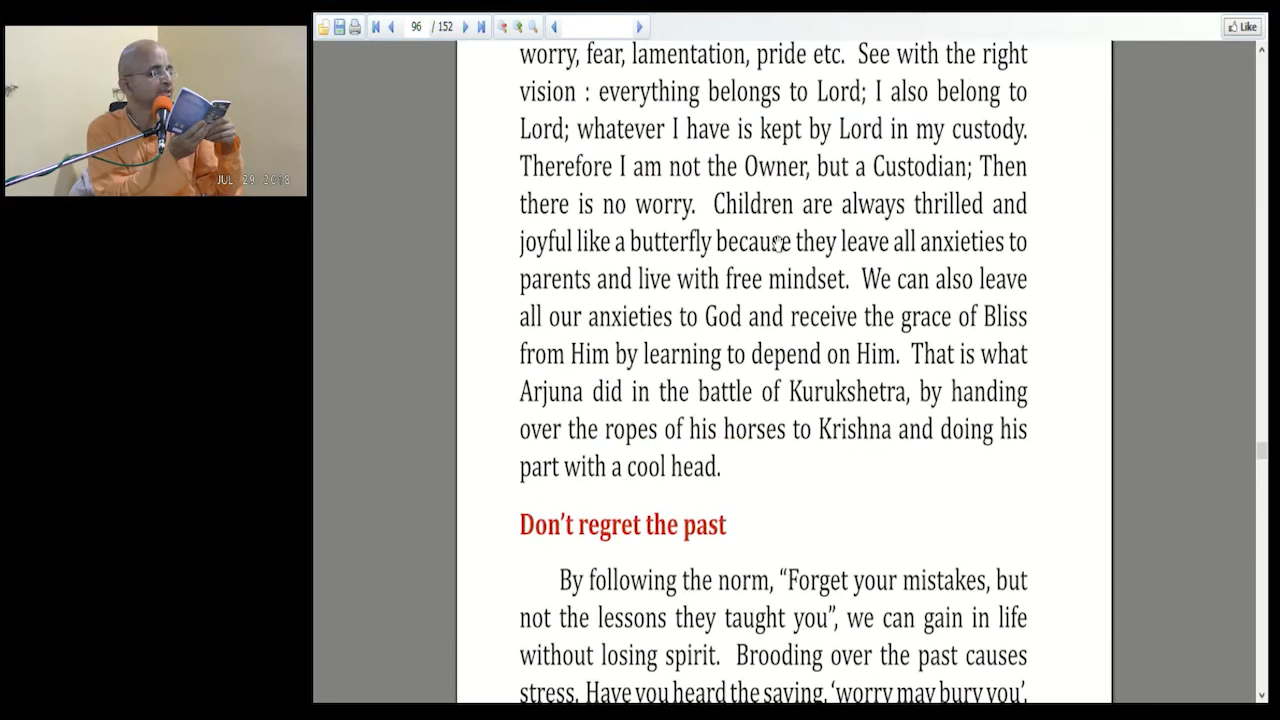 96 / 152
Like
worry, fear, lamentation, pride etc. See with the right
vision : everything belongs to Lord; I also belong to
Lord; whatever I have is kept by Lord in my custody.
Therefore I am not the Owner, but a Custodian; Then
there is no worry. Children are always thrilled and
joyful like a butterfly because they leave all anxieties to
parents and live with free mindset. We can also leave
all our anxieties to God and receive the grace of Bliss
from Him by learning to depend on Him. That is what
Arjuna did in the battle of Kurukshetra, by handing
over the ropes of his horses to Krishna and doing his
part with a cool head.
Don't regret the past
By following the norm, “Forget your mistakes, but
not the lessons they taught you”, we can gain in life
without losing spirit. Brooding over the past causes
stress. Have you heard the saying, ‘worry may bury you’.
JUL 29 2018